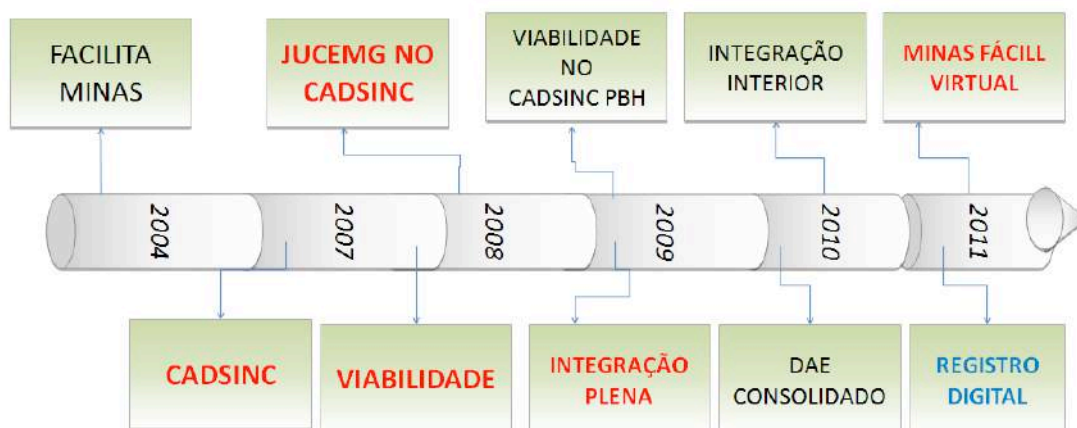 FACILITA
MINAS
JUCEMG NO
CADSINC
VIABILIDADE
NO
CADSINC PBH
INTEGRAÇÃO
INTERIOR
MINAS FÁCILL
VIRTUAL
2004
2007
2008
2009
2010
2011
CADSINC
VIABILIDADE
INTEGRAÇÃO
PLENA
DAE
CONSOLIDADO
REGISTRO
DIGITAL